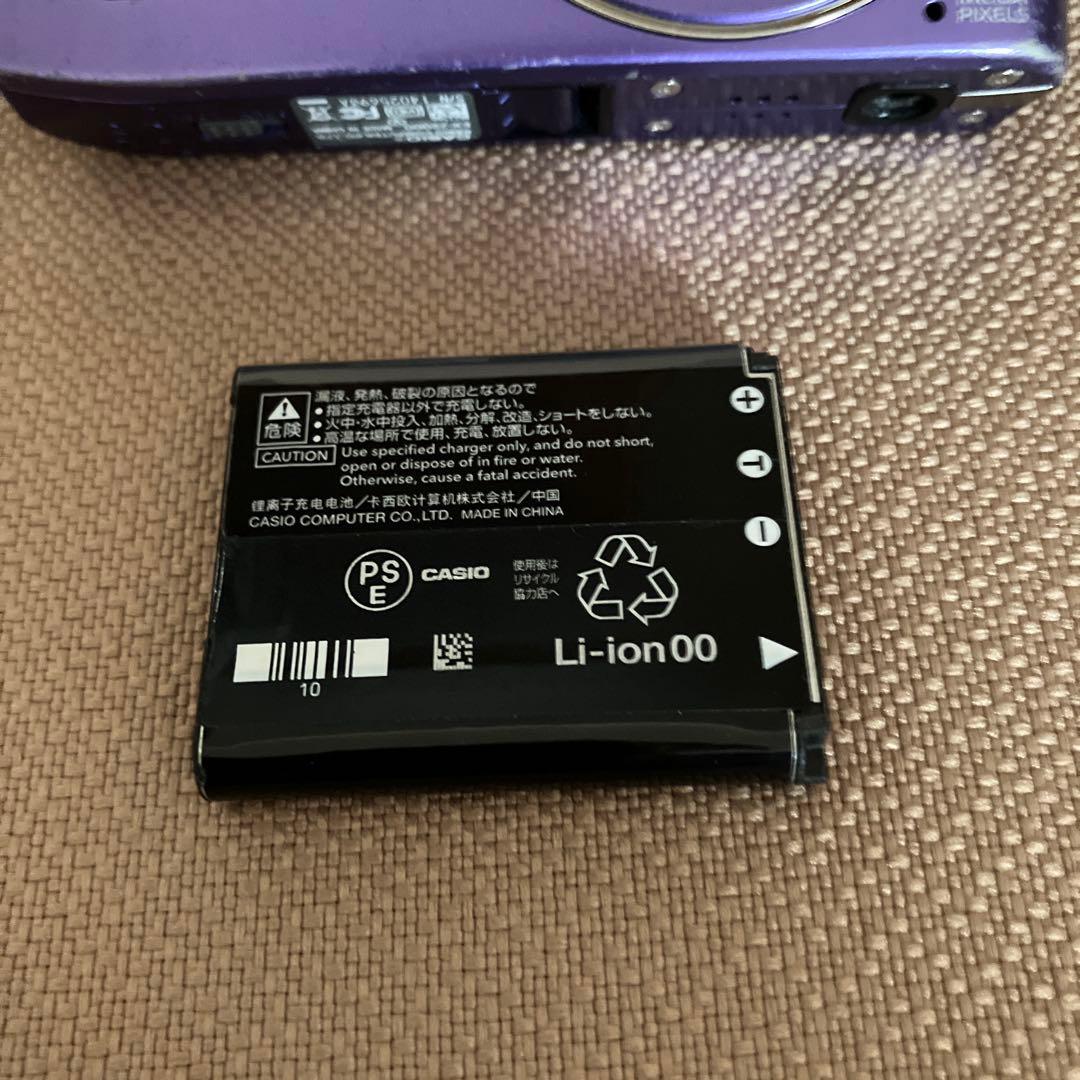 PIXELS
漏液、発熱、破裂の原因となるので
危険
•指定充電器以外で充電しない。
•火中・水中投入、加熱、分解、改造、ショートをしない。
•高温な場所で使用、充電、放置しない。
CAUTION
Use specified charger only, and do not short,
open or dispose of in fire or water.
Otherwise, cause a fatal accident.
锂离子充电电池/卡西欧计算机株式会社/中国
CASIO COMPUTER CO.,LTD. MADE IN CHINA
+
T
−
PS
E
CASIO
使用後は
リサイクル
協力店へ
Li-ion00
10